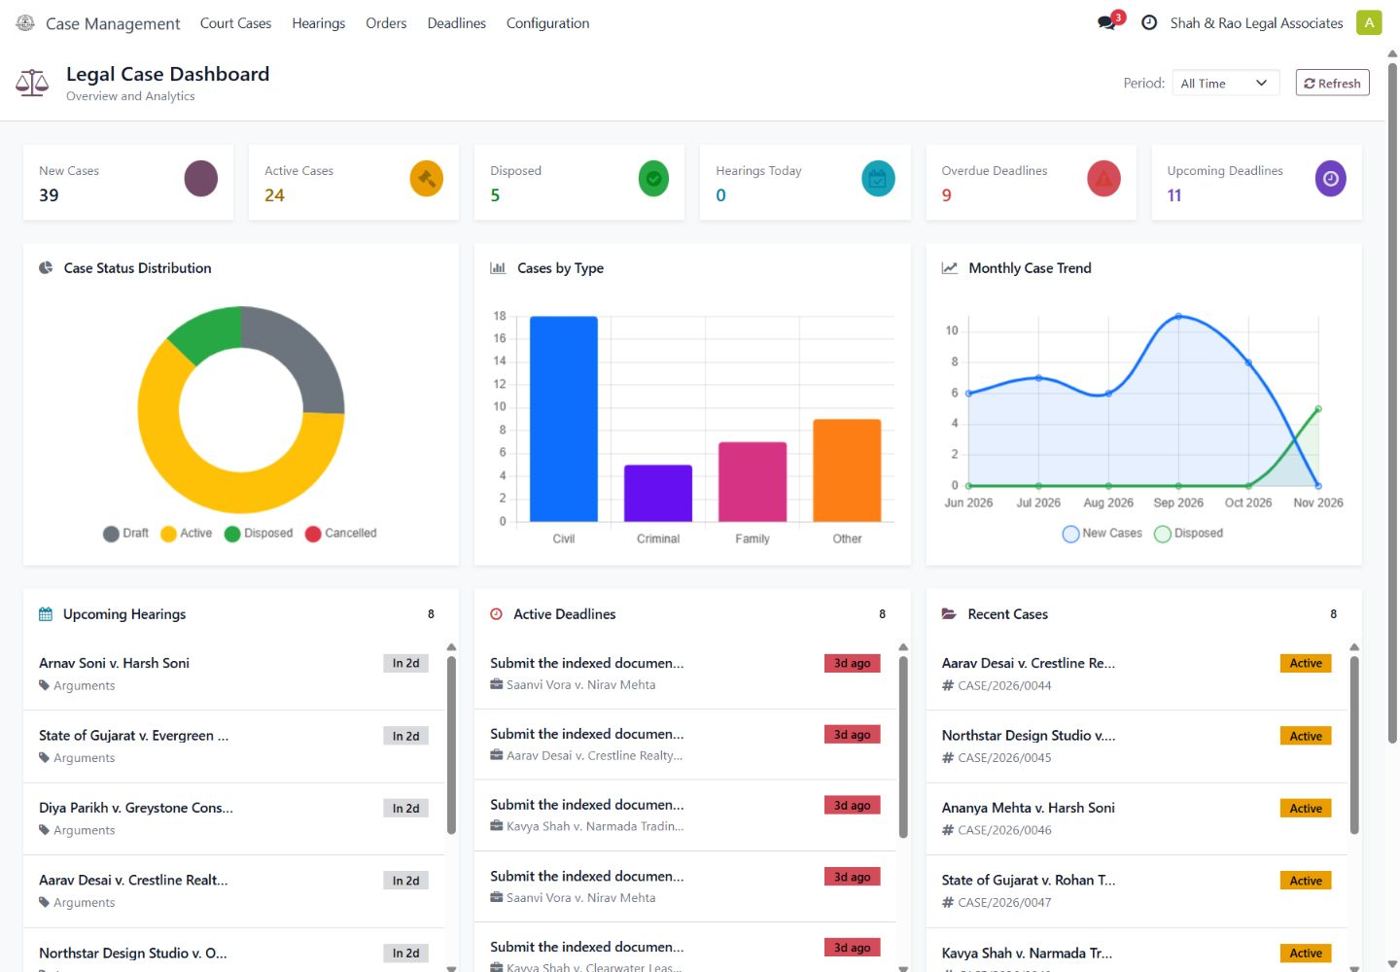 Case Management Court Cases Hearings Orders Deadlines Configuration 3 Shah & Rao Legal Associates A
Legal Case Dashboard
Overview and Analytics
Period: All Time Refresh
New Cases
39
Active Cases
24
Disposed
5
Hearings Today
0
Overdue Deadlines
9
Upcoming Deadlines
11
Case Status Distribution
Draft Active Disposed Cancelled
Cases by Type
18
16
14
12
10
8
6
4
2
0
Civil Criminal Family Other
Monthly Case Trend
10
8
6
4
2
0
Jun 2026 Jul 2026 Aug 2026 Sep 2026 Oct 2026 Nov 2026
New Cases Disposed
Upcoming Hearings 8
Arnav Soni v. Harsh Soni In 2d
Arguments
State of Gujarat v. Evergreen ... In 2d
Arguments
Diya Parikh v. Greystone Cons... In 2d
Arguments
Aarav Desai v. Crestline Realt... In 2d
Arguments
Northstar Design Studio v. O... In 2d
Active Deadlines 8
Submit the indexed documen... 3d ago
Saanvi Vora v. Nirav Mehta
Submit the indexed documen... 3d ago
Aarav Desai v. Crestline Realty...
Submit the indexed documen... 3d ago
Kavya Shah v. Narmada Tradin...
Submit the indexed documen... 3d ago
Saanvi Vora v. Nirav Mehta
Submit the indexed documen... 3d ago
Kavya Shah v. Clearwater Leas...
Recent Cases 8
Aarav Desai v. Crestline Re... Active
# CASE/2026/0044
Northstar Design Studio v.... Active
# CASE/2026/0045
Ananya Mehta v. Harsh Soni Active
# CASE/2026/0046
State of Gujarat v. Rohan T... Active
# CASE/2026/0047
Kavya Shah v. Narmada Tr... Active